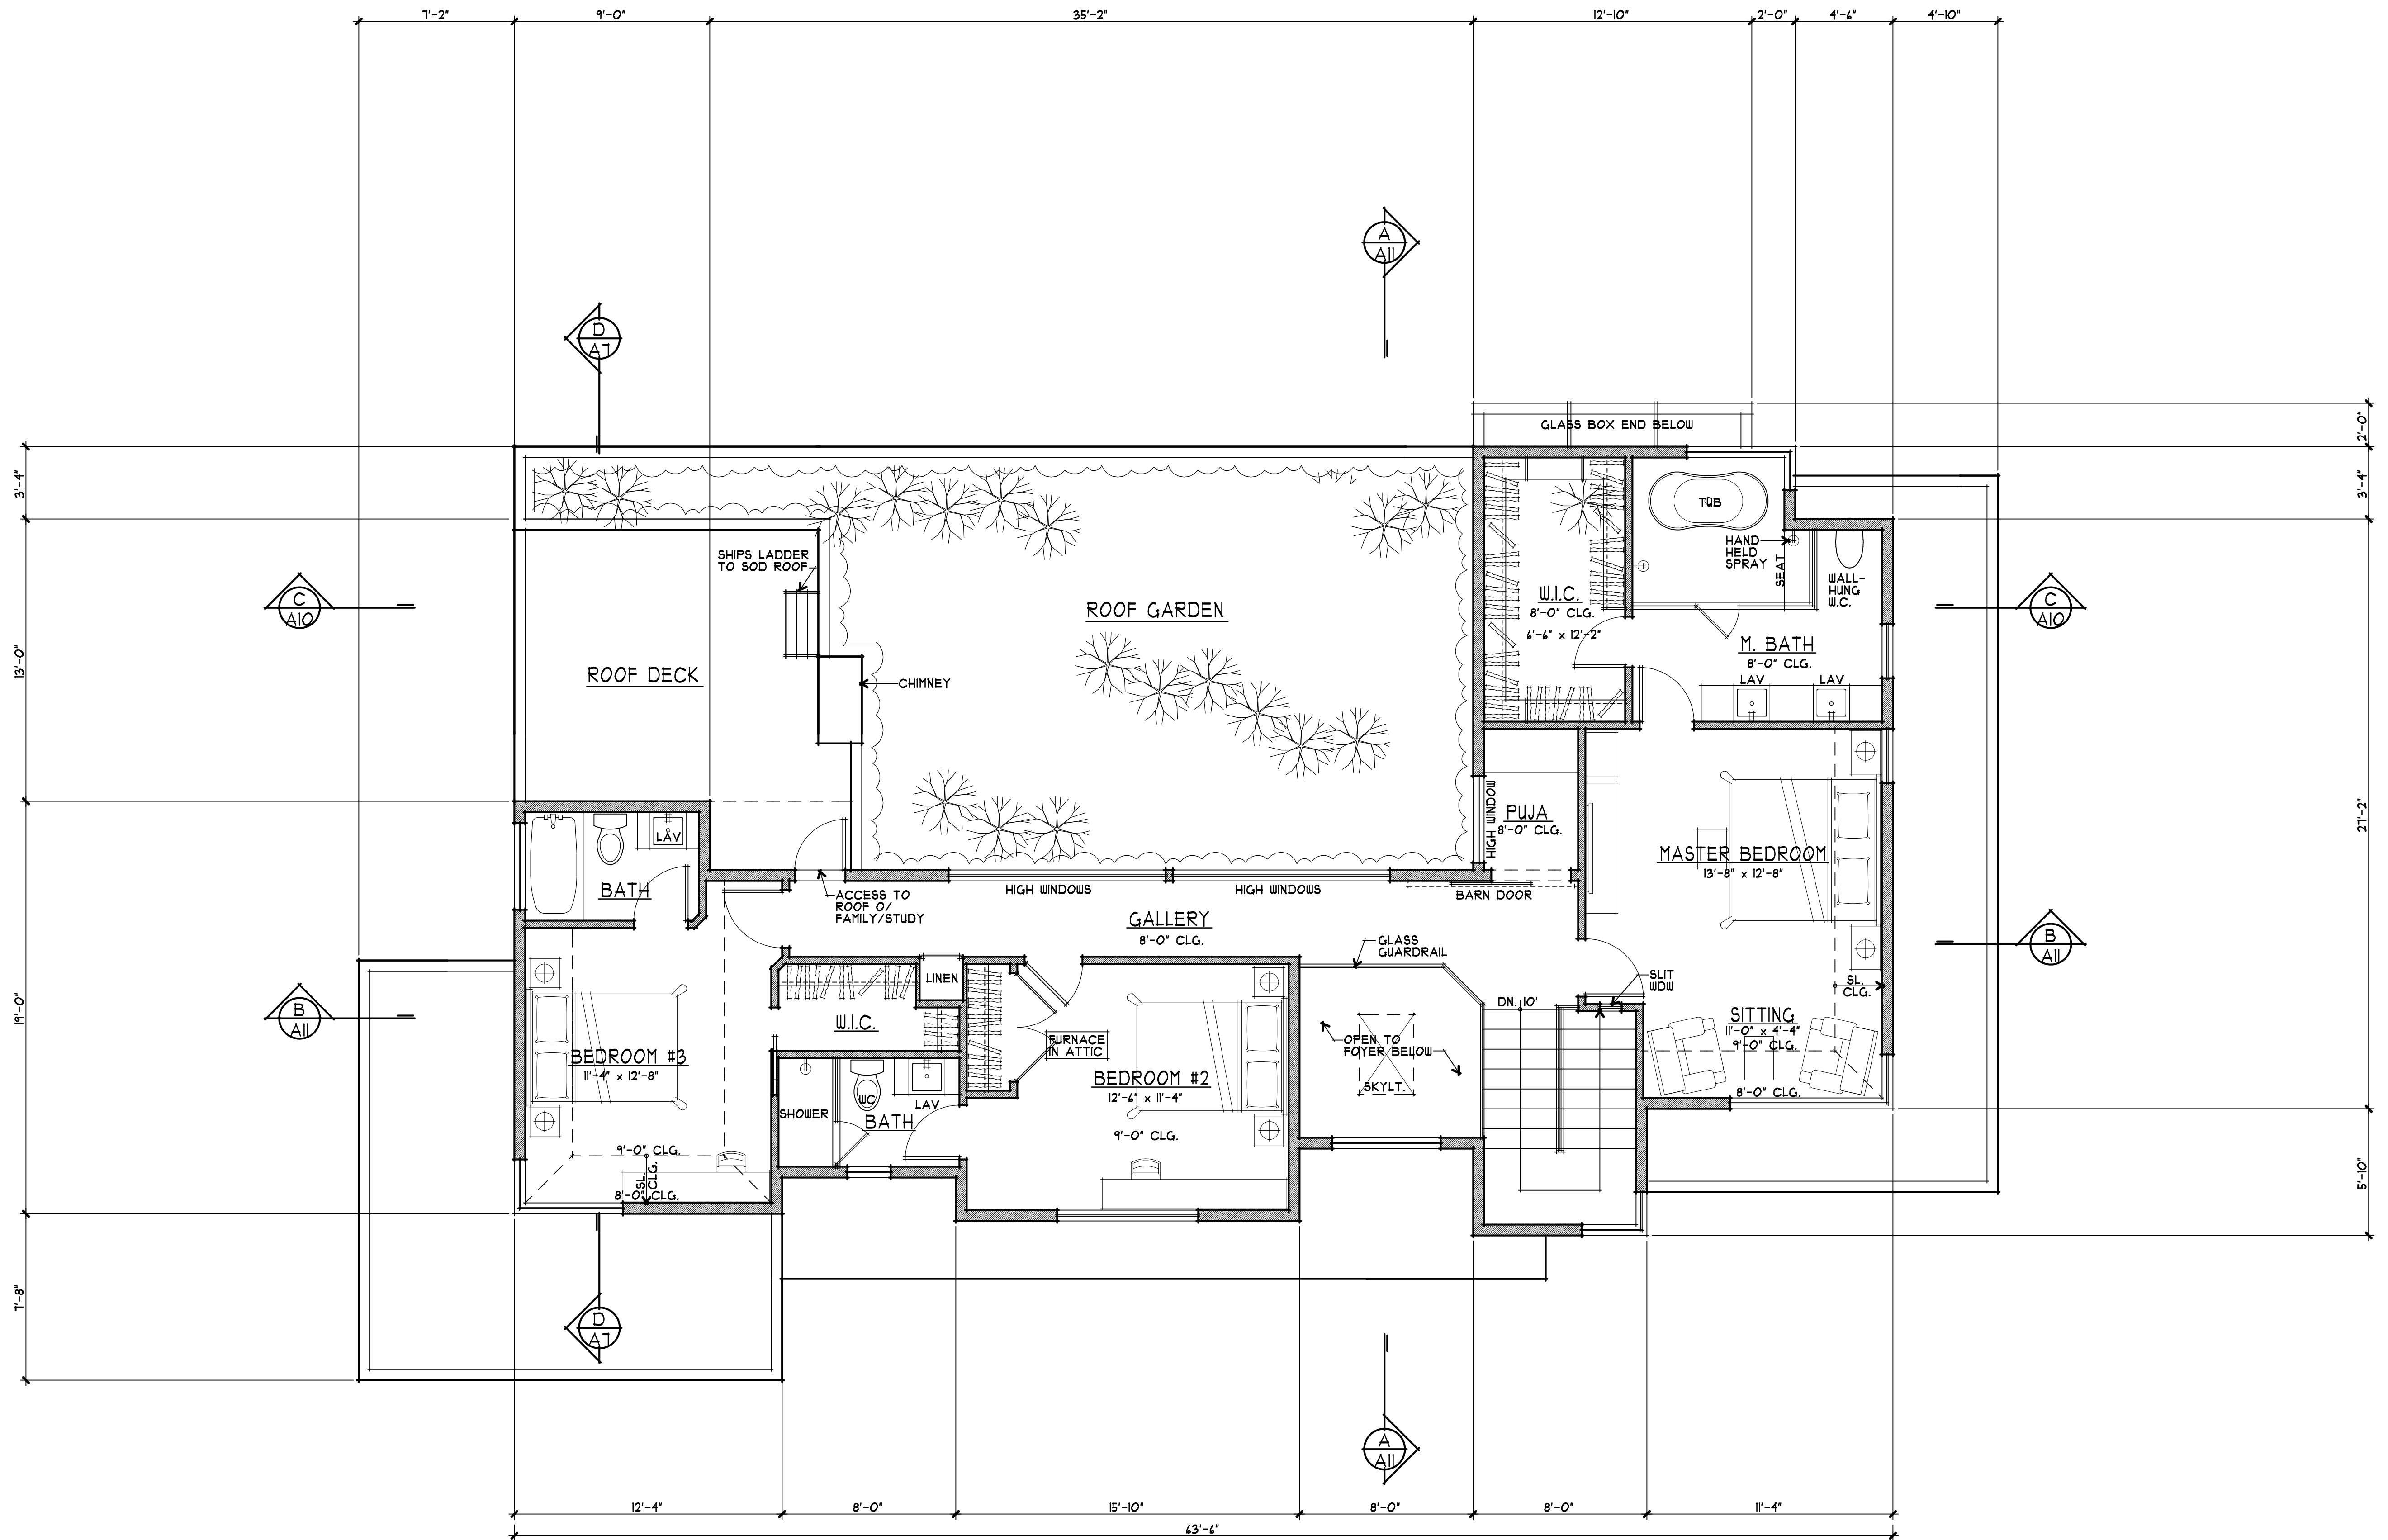 7'-2"
9'-0"
35'-2"
12'-10"
2'-0"
4'-6"
4'-10"
A
A11
D
A7
2'-0"
GLASS BOX END BELOW
3'-4"
3'-4"
TUB
HAND
HELD
SPRAY
SEAT
WALL-
HUNG
W.C.
SHIPS LADDER
TO SOD ROOF
C
A10
C
A10
ROOF GARDEN
W.I.C.
8'-0" CLG.
6'-6" x 12'-2"
M. BATH
8'-0" CLG.
LAV
LAV
13'-0"
ROOF DECK
CHIMNEY
HIGH WINDOW
PUJA
8'-0" CLG.
27'-2"
LAV
MASTER BEDROOM
13'-8" x 12'-8"
BATH
ACCESS TO
ROOF O/
FAMILY/STUDY
HIGH WINDOWS
HIGH WINDOWS
BARN DOOR
GALLERY
8'-0" CLG.
GLASS
GUARDRAIL
B
A11
LINEN
SLIT
WDW
SL.
CLG.
19'-0"
B
A11
W.I.C.
DN. 10'
SITTING
11'-0" x 4'-4"
9'-0" CLG.
BEDROOM #3
11'-4" x 12'-8"
FURNACE
IN ATTIC
OPEN TO
FOYER BELOW
BEDROOM #2
12'-6" x 11'-4"
SKYLT.
8'-0" CLG.
SHOWER
WC
LAV
BATH
9'-0" CLG.
9'-0" CLG.
SL.
CLG.
8'-0" CLG.
5'-10"
7'-8"
D
A7
A
A11
12'-4"
8'-0"
15'-10"
8'-0"
8'-0"
11'-4"
63'-6"